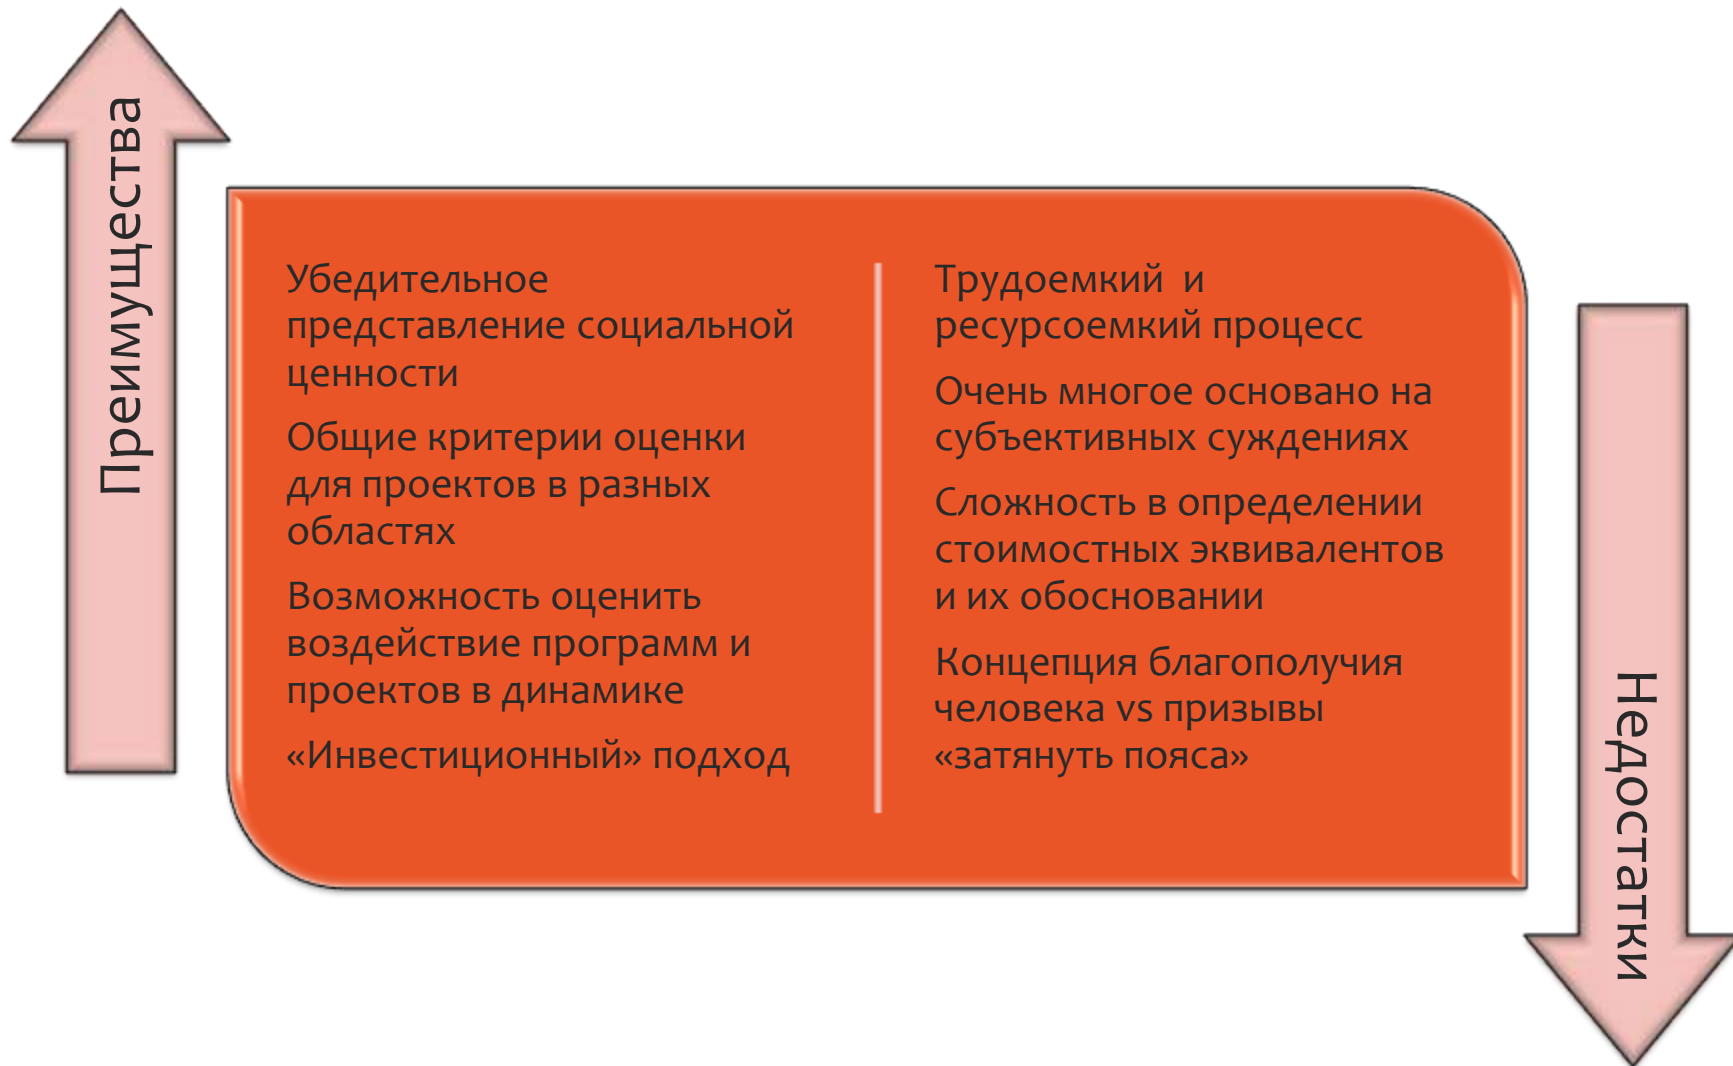 Преимущества
Убедительное
представление социальной
ценности
Общие критерии оценки
для проектов в разных
областях
Возможность оценить
воздействие программ и
проектов в динамике
«Инвестиционный» подход
Трудоемкий и
ресурсоемкий процесс
Очень многое основано на
субъективных суждениях
Сложность в определении
стоимостных эквивалентов
и их обосновании
Концепция благополучия
человека vs призывы
«затянуть пояса»
Недостатки